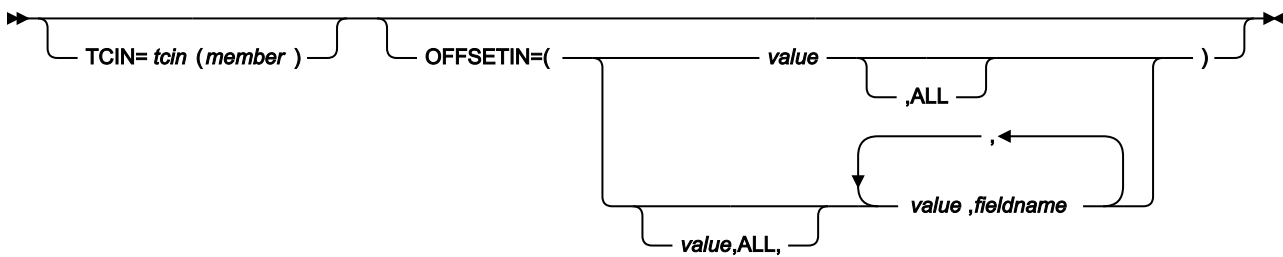 TCIN= tcin (member )
OFFSETIN=( value )
,ALL
,
value ,fieldname
value,ALL,